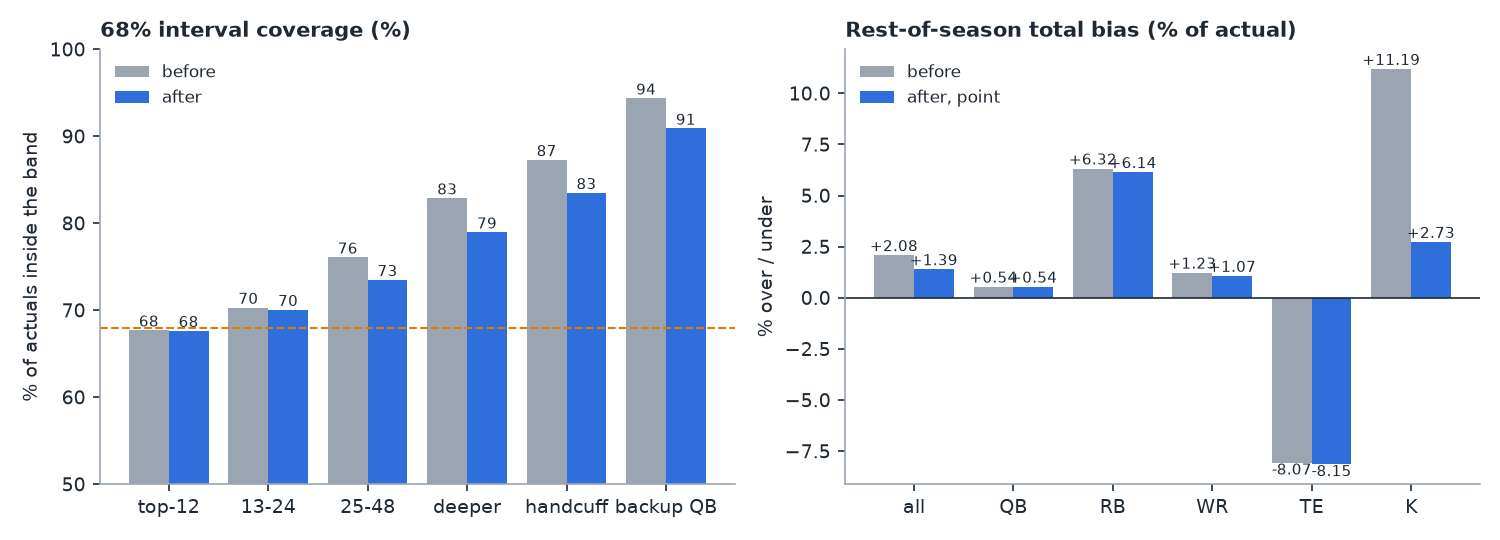 68% interval coverage (%)
before
after
% of actuals inside the band
100
90
80
70
60
50
68
68
70
70
76
73
83
79
87
83
94
91
top-12
13-24
25-48
deeper
handcuff
backup QB
Rest-of-season total bias (% of actual)
before
after, point
% over / under
10.0
7.5
5.0
2.5
0.0
−2.5
−5.0
−7.5
+2.08
+1.39
+0.54
+0.54
+6.32
+6.14
+1.23
+1.07
-8.07
-8.15
+11.19
+2.73
all
QB
RB
WR
TE
K